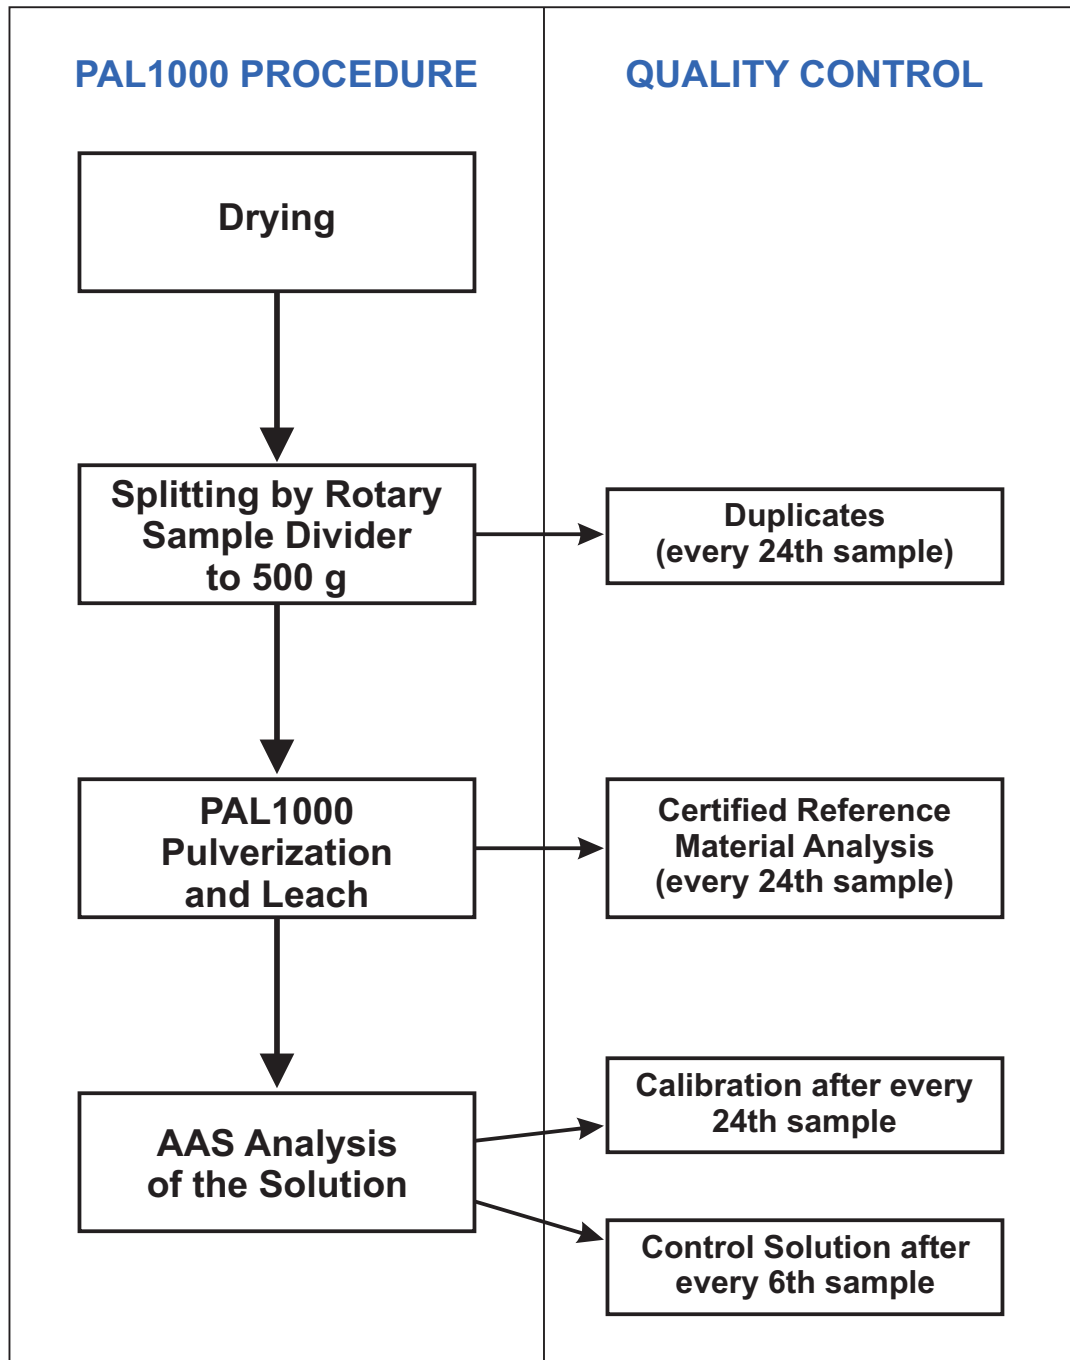 PAL1000 PROCEDURE
QUALITY CONTROL
Drying
Splitting by Rotary
Sample Divider
to 500 g
Duplicates
(every 24th sample)
PAL1000
Pulverization
and Leach
Certified Reference
Material Analysis
(every 24th sample)
AAS Analysis
of the Solution
Calibration after every
24th sample
Control Solution after
every 6th sample